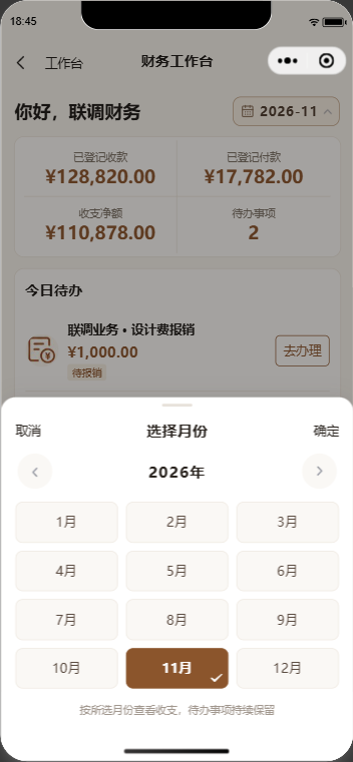 18:45
工作台
财务工作台
你好，联调财务
2026-11
已登记收款
已登记付款
¥128,820.00
¥17,782.00
收支净额
待办事项
¥110,878.00
2
今日待办
联调业务·设计费报销
¥1,000.00
去办理
待报销
取消
选择月份
确定
2026年
1月
2月
3月
4月
5月
6月
7月
8月
9月
10月
11月
12月
按所选月份查看收支，待办事项持续保留